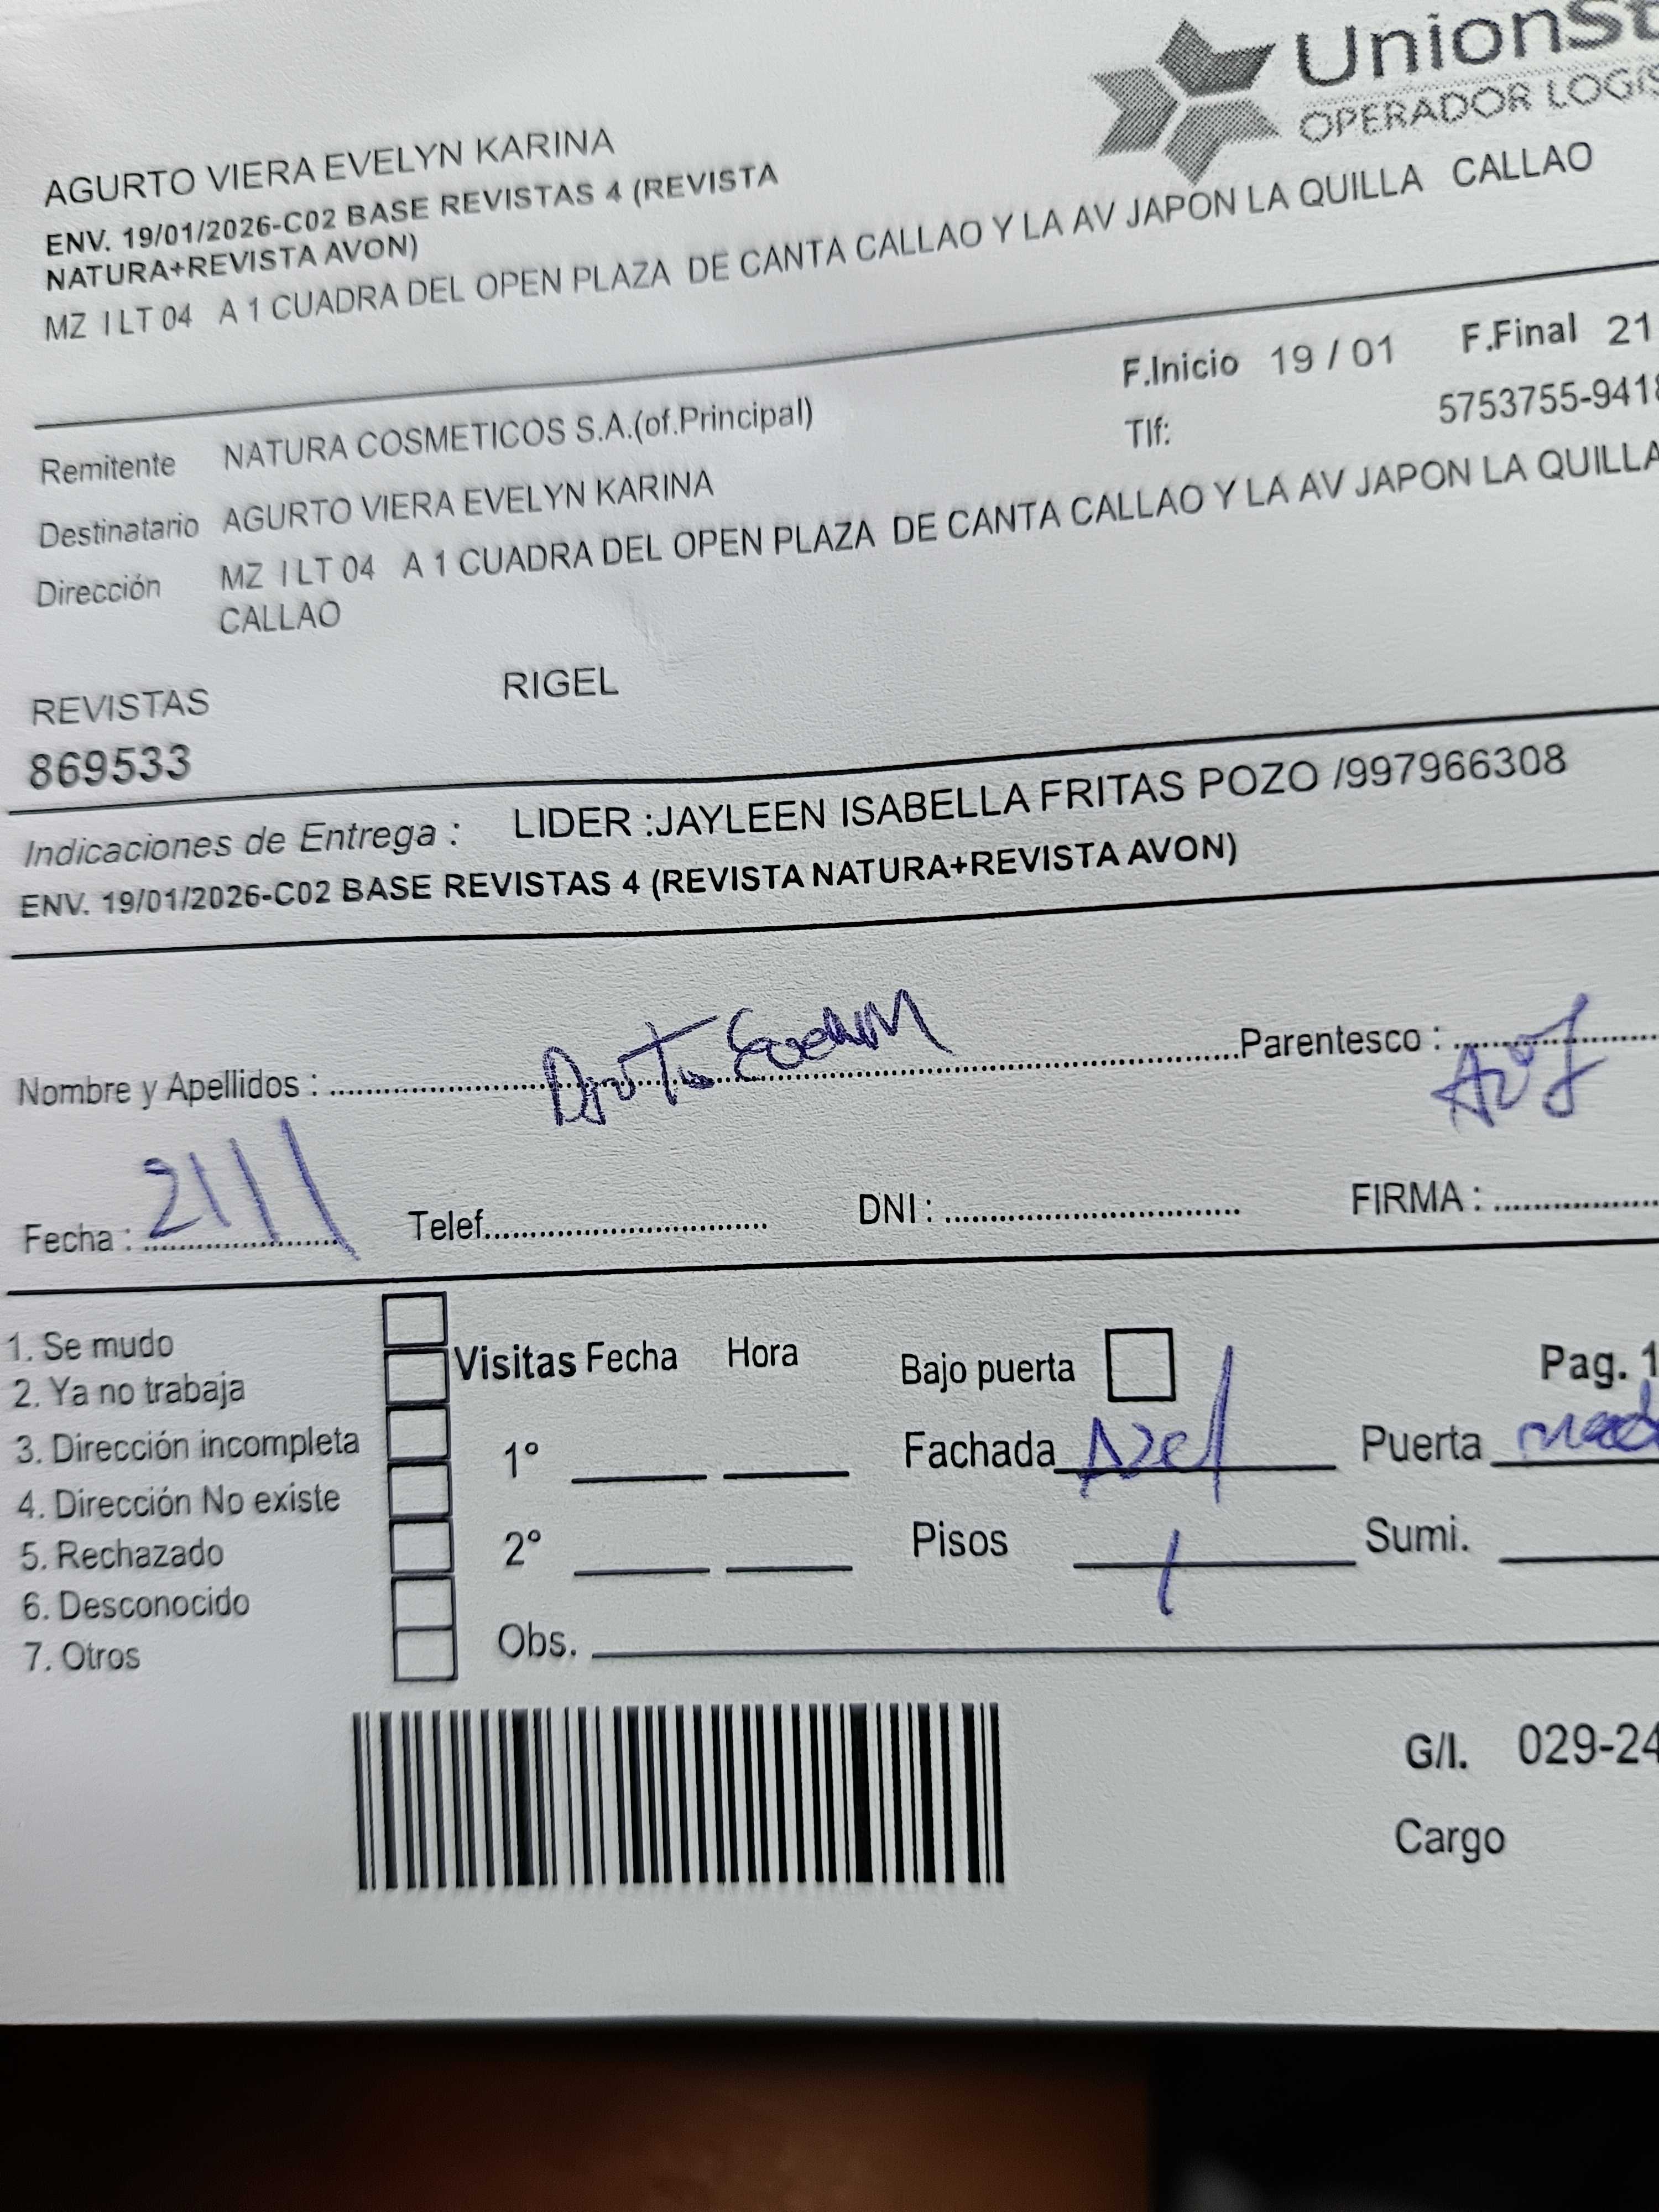 UnionSt
OPERADOR LOGIS
AGURTO VIERA EVELYN KARINA
ENV. 19/01/2026-C02 BASE REVISTAS 4 (REVISTA
NATURA+REVISTA AVON)
MZ I LT 04 A 1 CUADRA DEL OPEN PLAZA DE CANTA CALLAO Y LA AV JAPON LA QUILLA CALLAO
F.Inicio 19 / 01 F.Final 21
Remitente NATURA COSMETICOS S.A.(of.Principal) Tlf: 5753755-9418
Destinatario AGURTO VIERA EVELYN KARINA
Dirección MZ I LT 04 A 1 CUADRA DEL OPEN PLAZA DE CANTA CALLAO Y LA AV JAPON LA QUILLA
CALLAO
REVISTAS RIGEL
869533
Indicaciones de Entrega : LIDER :JAYLEEN ISABELLA FRITAS POZO /997966308
ENV. 19/01/2026-C02 BASE REVISTAS 4 (REVISTA NATURA+REVISTA AVON)
Nombre y Apellidos : Parentesco :
Fecha : Telef. DNI : FIRMA :
1. Se mudo
2. Ya no trabaja
3. Dirección incompleta
4. Dirección No existe
5. Rechazado
6. Desconocido
7. Otros
Visitas Fecha Hora
1º
2º
Obs.
Bajo puerta Pag. 1
Fachada Puerta
Pisos 1 Sumi.
G/I. 029-24
Cargo